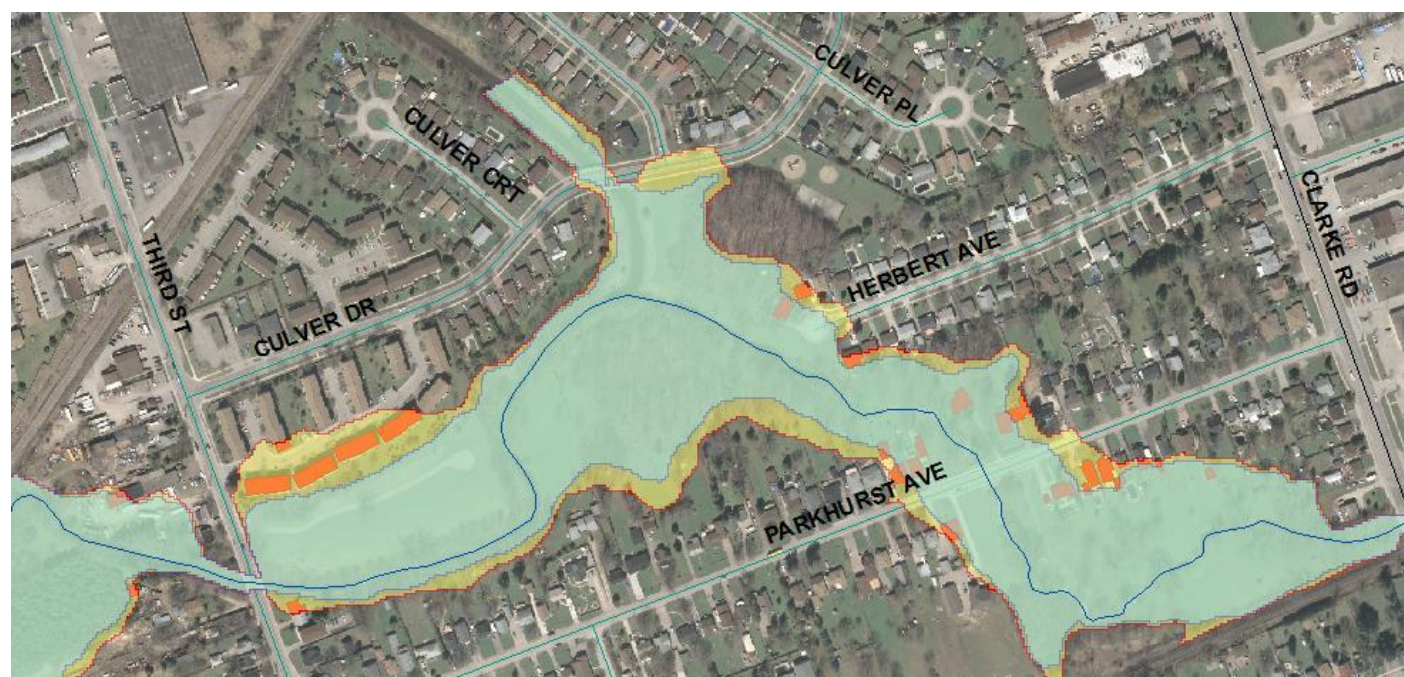 CULVER PL
CULVER CRT
THIRD ST
HERBERT AVE
CLARKE RD
CULVER DR
PARKHURST AVE